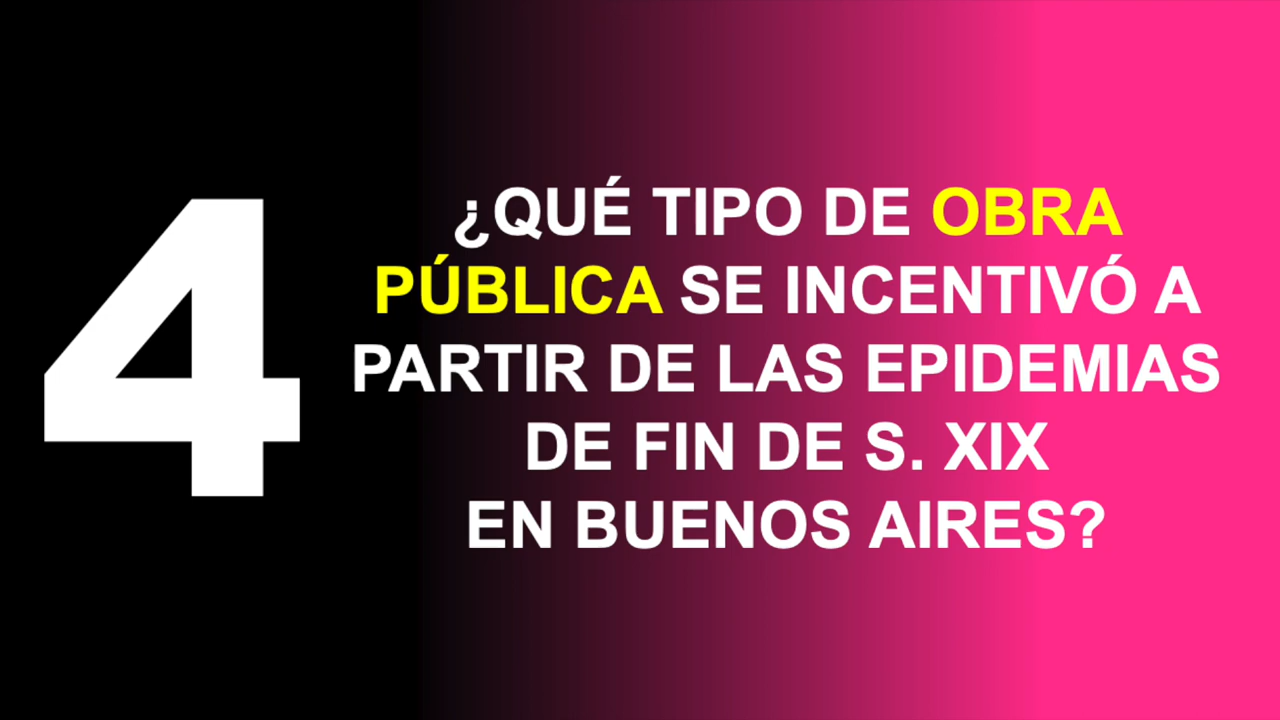 4
¿QUÉ TIPO DE OBRA
PÚBLICA SE INCENTIVÓ A
PARTIR DE LAS EPIDEMIAS
DE FIN DE S. XIX
EN BUENOS AIRES?